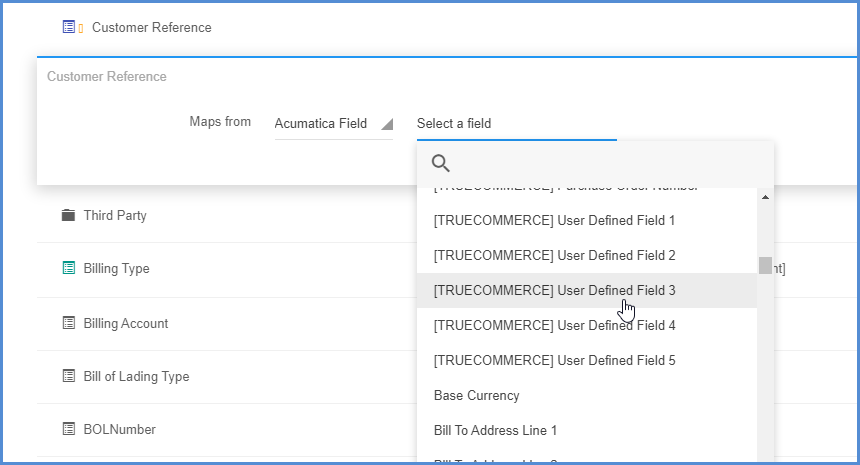 Customer Reference
Customer Reference
Maps from
Acumatica Field
Select a field
[TRUECOMMERCE] Purchase Order Number
[TRUECOMMERCE] User Defined Field 1
[TRUECOMMERCE] User Defined Field 2
[TRUECOMMERCE] User Defined Field 3
[TRUECOMMERCE] User Defined Field 4
[TRUECOMMERCE] User Defined Field 5
Base Currency
Bill To Address Line 1
Third Party
Billing Type
nt]
Billing Account
Bill of Lading Type
BOLNumber